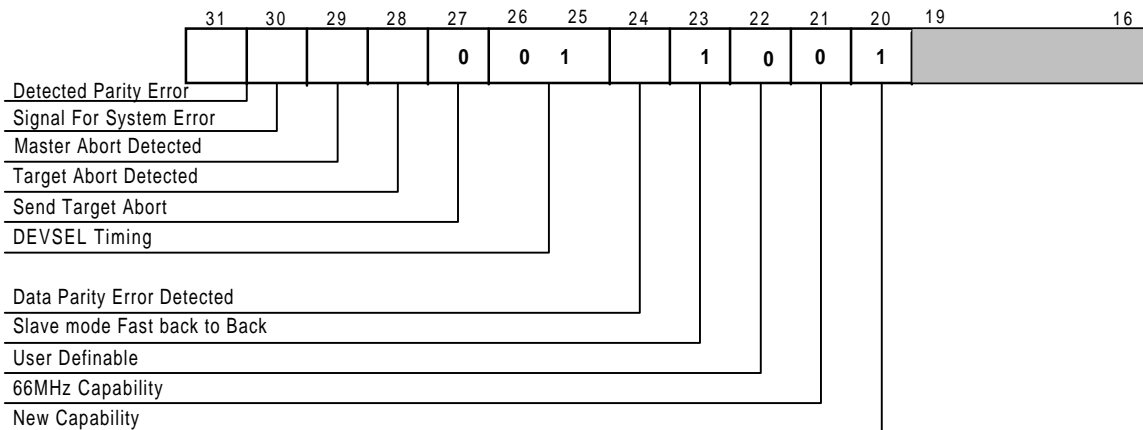 31 30 29 28 27 26 25 24 23 22 21 20 19 16
0 0 1 1 0 0 1
Detected Parity Error
Signal For System Error
Master Abort Detected
Target Abort Detected
Send Target Abort
DEVSEL Timing
Data Parity Error Detected
Slave mode Fast back to Back
User Definable
66MHz Capability
New Capability